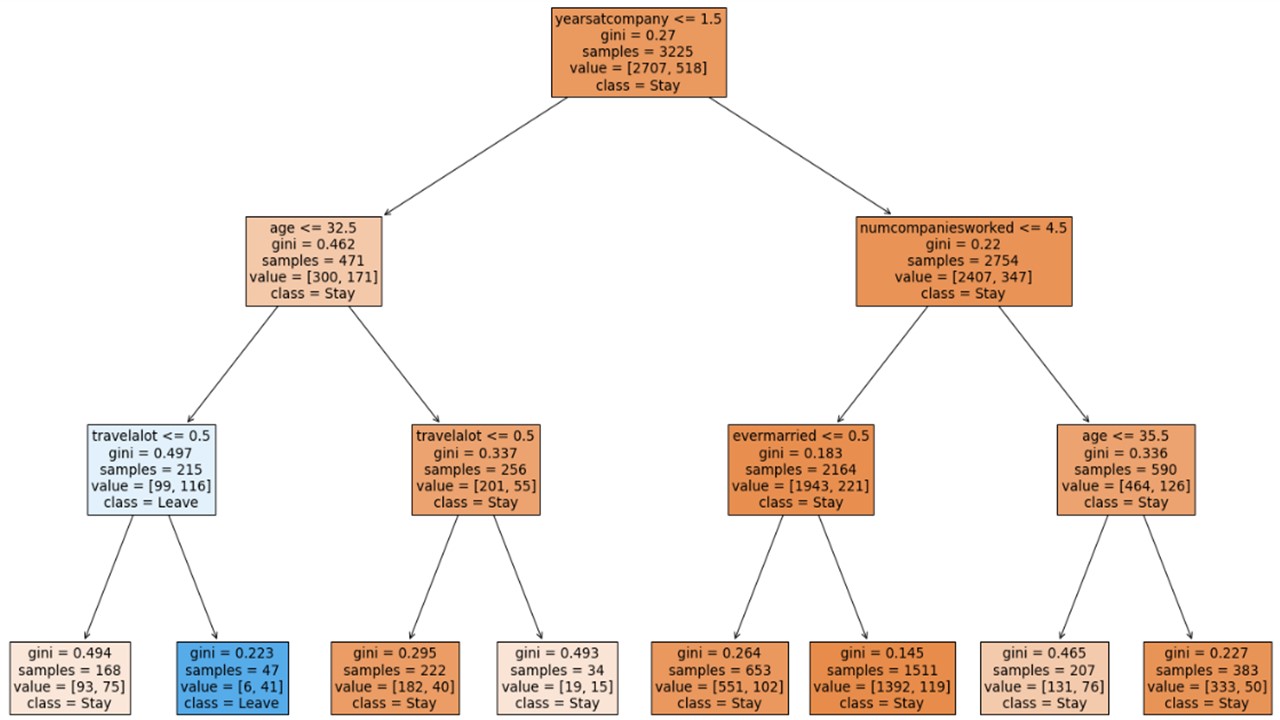 yearsatcompany <= 1.5
gini = 0.27
samples = 3225
value = [2707, 518]
class = Stay
age <= 32.5
gini = 0.462
samples = 471
value = [300, 171]
class = Stay
numcompaniesworked <= 4.5
gini = 0.22
samples = 2754
value = [2407, 347]
class = Stay
travelalot <= 0.5
gini = 0.497
samples = 215
value = [99, 116]
class = Leave
travelalot <= 0.5
gini = 0.337
samples = 256
value = [201, 55]
class = Stay
evermarried <= 0.5
gini = 0.183
samples = 2164
value = [1943, 221]
class = Stay
age <= 35.5
gini = 0.336
samples = 590
value = [464, 126]
class = Stay
gini = 0.494
samples = 168
value = [93, 75]
class = Stay
gini = 0.223
samples = 47
value = [6, 41]
class = Leave
gini = 0.295
samples = 222
value = [182, 40]
class = Stay
gini = 0.493
samples = 34
value = [19, 15]
class = Stay
gini = 0.264
samples = 653
value = [551, 102]
class = Stay
gini = 0.145
samples = 1511
value = [1392, 119]
class = Stay
gini = 0.465
samples = 207
value = [131, 76]
class = Stay
gini = 0.227
samples = 383
value = [333, 50]
class = Stay